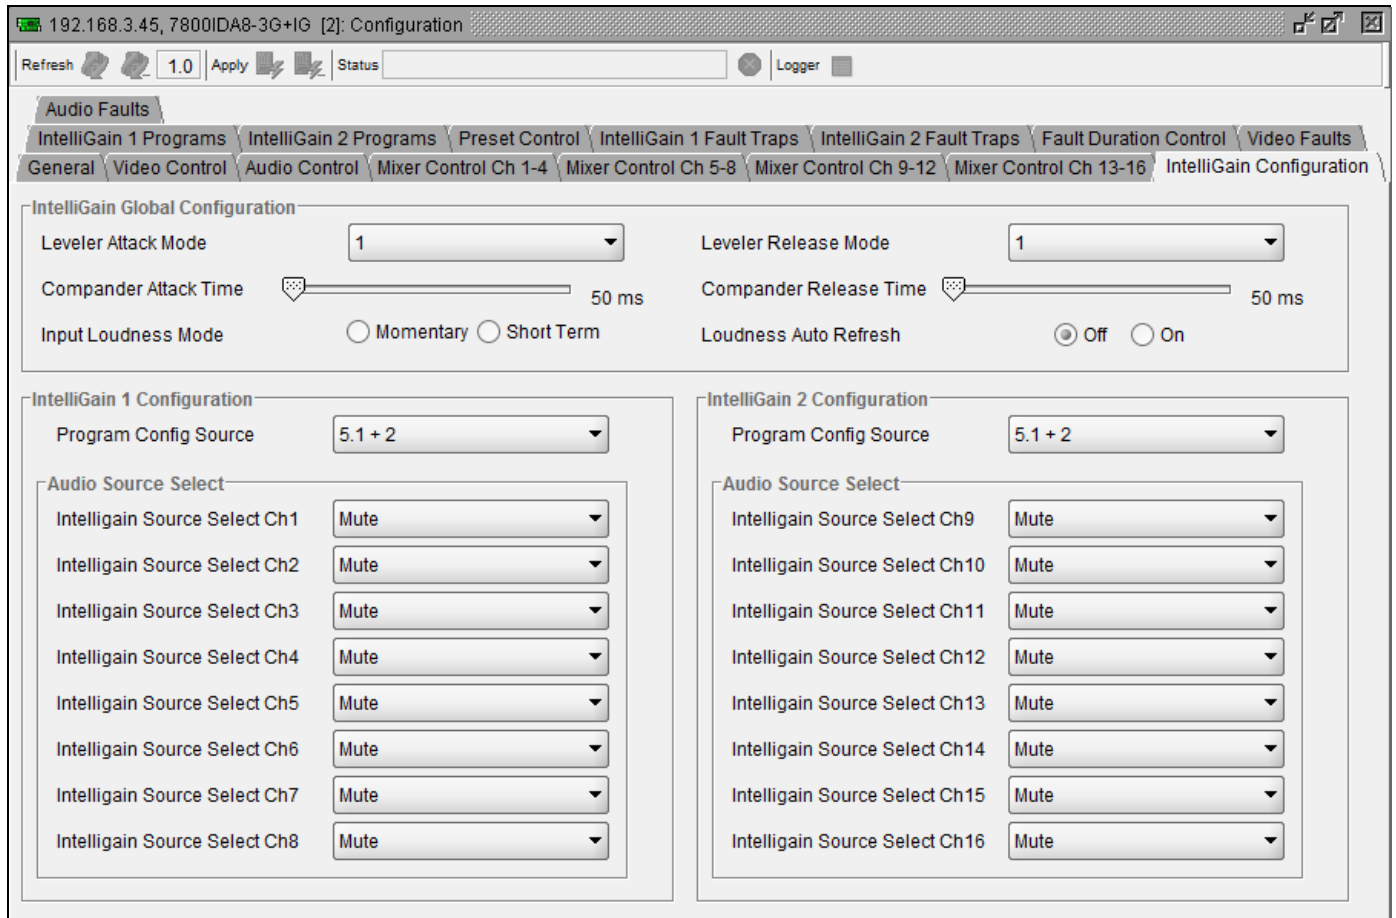 192.168.3.45, 7800IDA8-3G+IG [2]: Configuration
Refresh 1.0 Apply Status Logger
Audio Faults
IntelliGain 1 Programs IntelliGain 2 Programs Preset Control IntelliGain 1 Fault Traps IntelliGain 2 Fault Traps Fault Duration Control Video Faults
General Video Control Audio Control Mixer Control Ch 1-4 Mixer Control Ch 5-8 Mixer Control Ch 9-12 Mixer Control Ch 13-16 IntelliGain Configuration
IntelliGain Global Configuration
Leveler Attack Mode 1 Leveler Release Mode 1
Compander Attack Time 50 ms Compander Release Time 50 ms
Input Loudness Mode Momentary Short Term Loudness Auto Refresh Off On
IntelliGain 1 Configuration IntelliGain 2 Configuration
Program Config Source 5.1 + 2 Program Config Source 5.1 + 2
Audio Source Select Audio Source Select
Intelligain Source Select Ch1 Mute Intelligain Source Select Ch9 Mute
Intelligain Source Select Ch2 Mute Intelligain Source Select Ch10 Mute
Intelligain Source Select Ch3 Mute Intelligain Source Select Ch11 Mute
Intelligain Source Select Ch4 Mute Intelligain Source Select Ch12 Mute
Intelligain Source Select Ch5 Mute Intelligain Source Select Ch13 Mute
Intelligain Source Select Ch6 Mute Intelligain Source Select Ch14 Mute
Intelligain Source Select Ch7 Mute Intelligain Source Select Ch15 Mute
Intelligain Source Select Ch8 Mute Intelligain Source Select Ch16 Mute